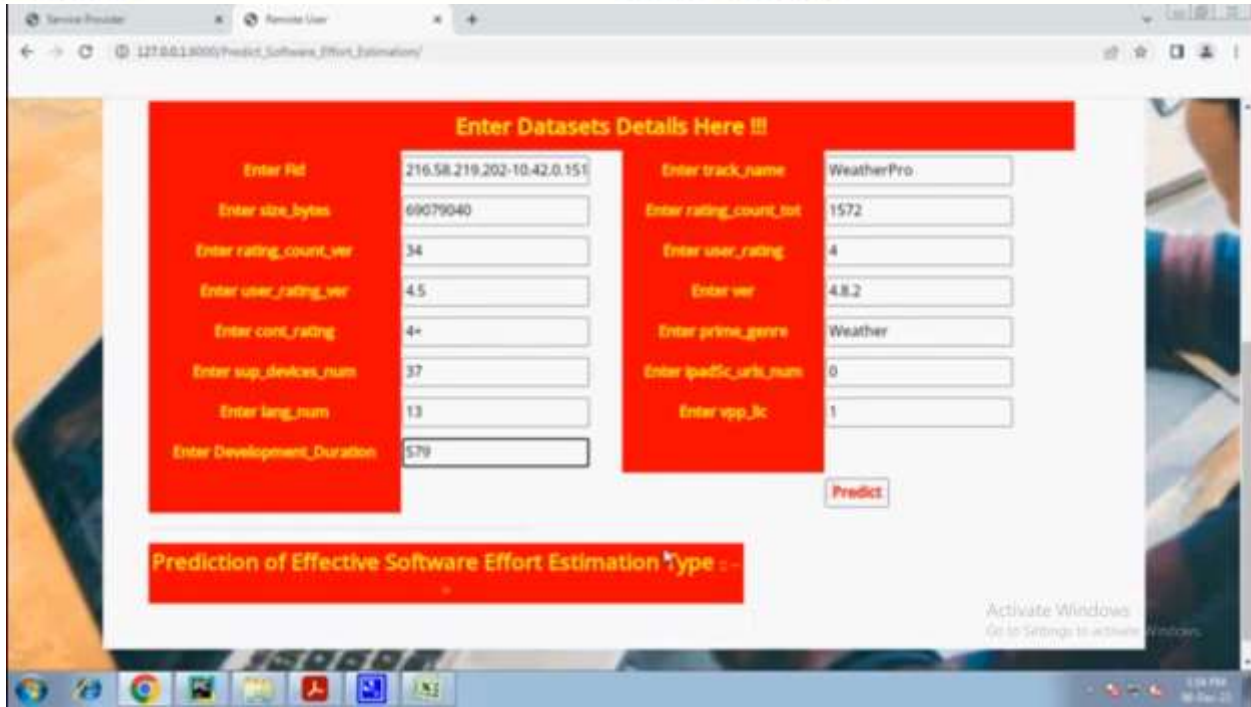 Service Provider
Remote User
127.0.0.1:8000/Predict_Software_Effort_Estimation/
Enter Datasets Details Here !!!
Enter Fid 216.58.219.202-10.42.0.151 Enter track_name WeatherPro
Enter size_bytes 69079040 Enter rating_count_tot 1572
Enter rating_count_ver 34 Enter user_rating 4
Enter user_rating_ver 4.5 Enter ver 4.8.2
Enter cont_rating 4+ Enter prime_genre Weather
Enter sup_devices_num 37 Enter ipadSc_urls_num 0
Enter lang_num 13 Enter vpp_lic 1
Enter Development_Duration 579
Predict
Prediction of Effective Software Effort Estimation Type
Activate Windows
Go to Settings to activate Windows.